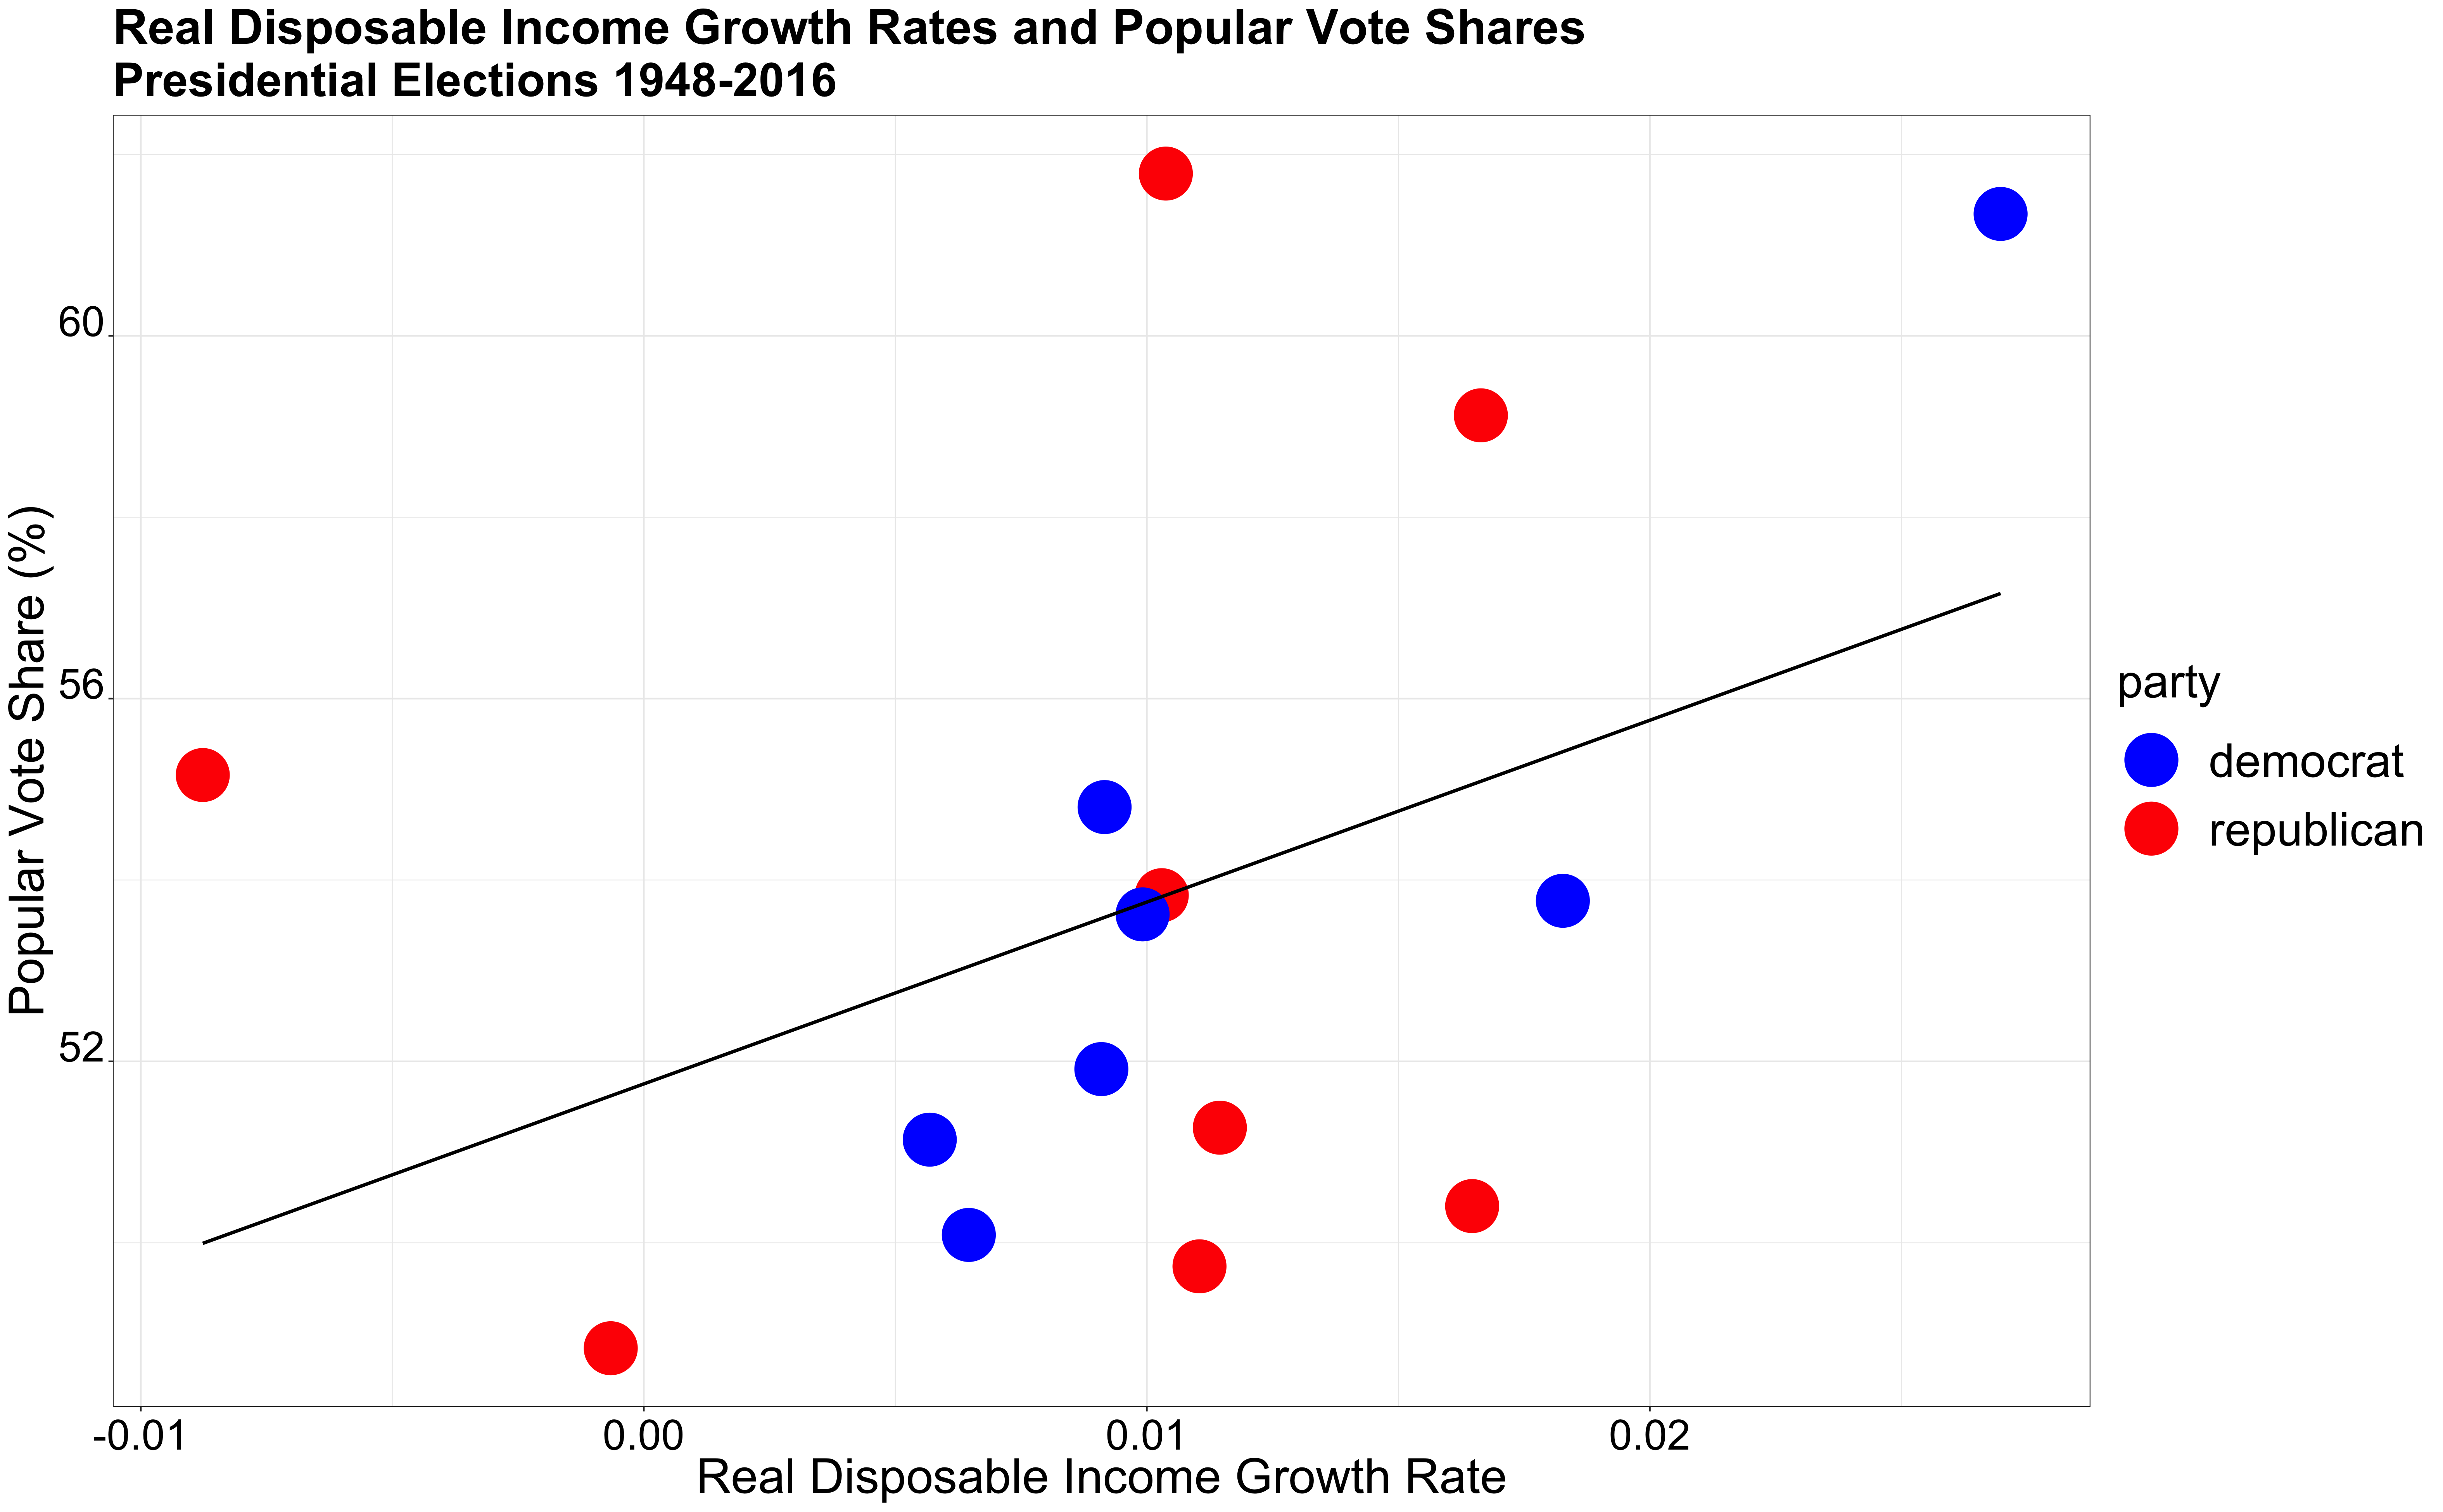 Real Disposable Income Growth Rates and Popular Vote Shares
Presidential Elections 1948-2016
Popular Vote Share (%)
60
56
52
-0.01
0.00
0.01
0.02
Real Disposable Income Growth Rate
party
democrat
republican